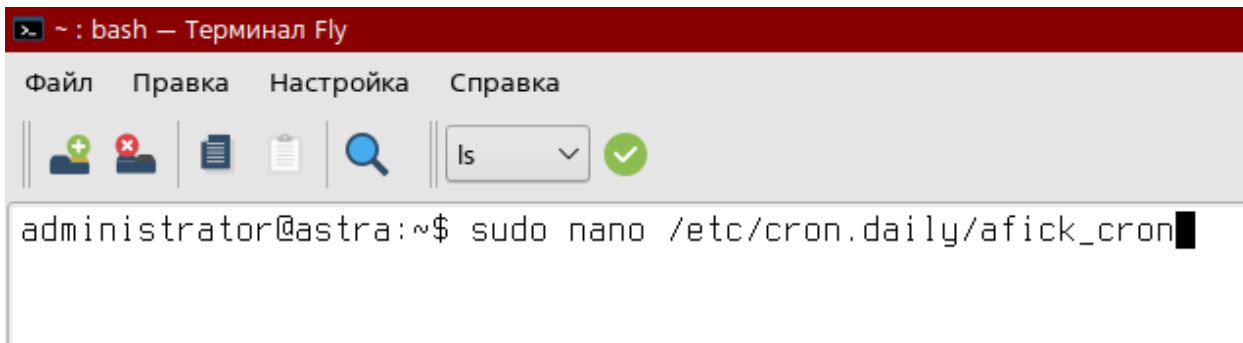 ~ : bash — Терминал Fly
Файл Правка Настройка Справка
ls
administrator@astra:~$ sudo nano /etc/cron.daily/afick_cron